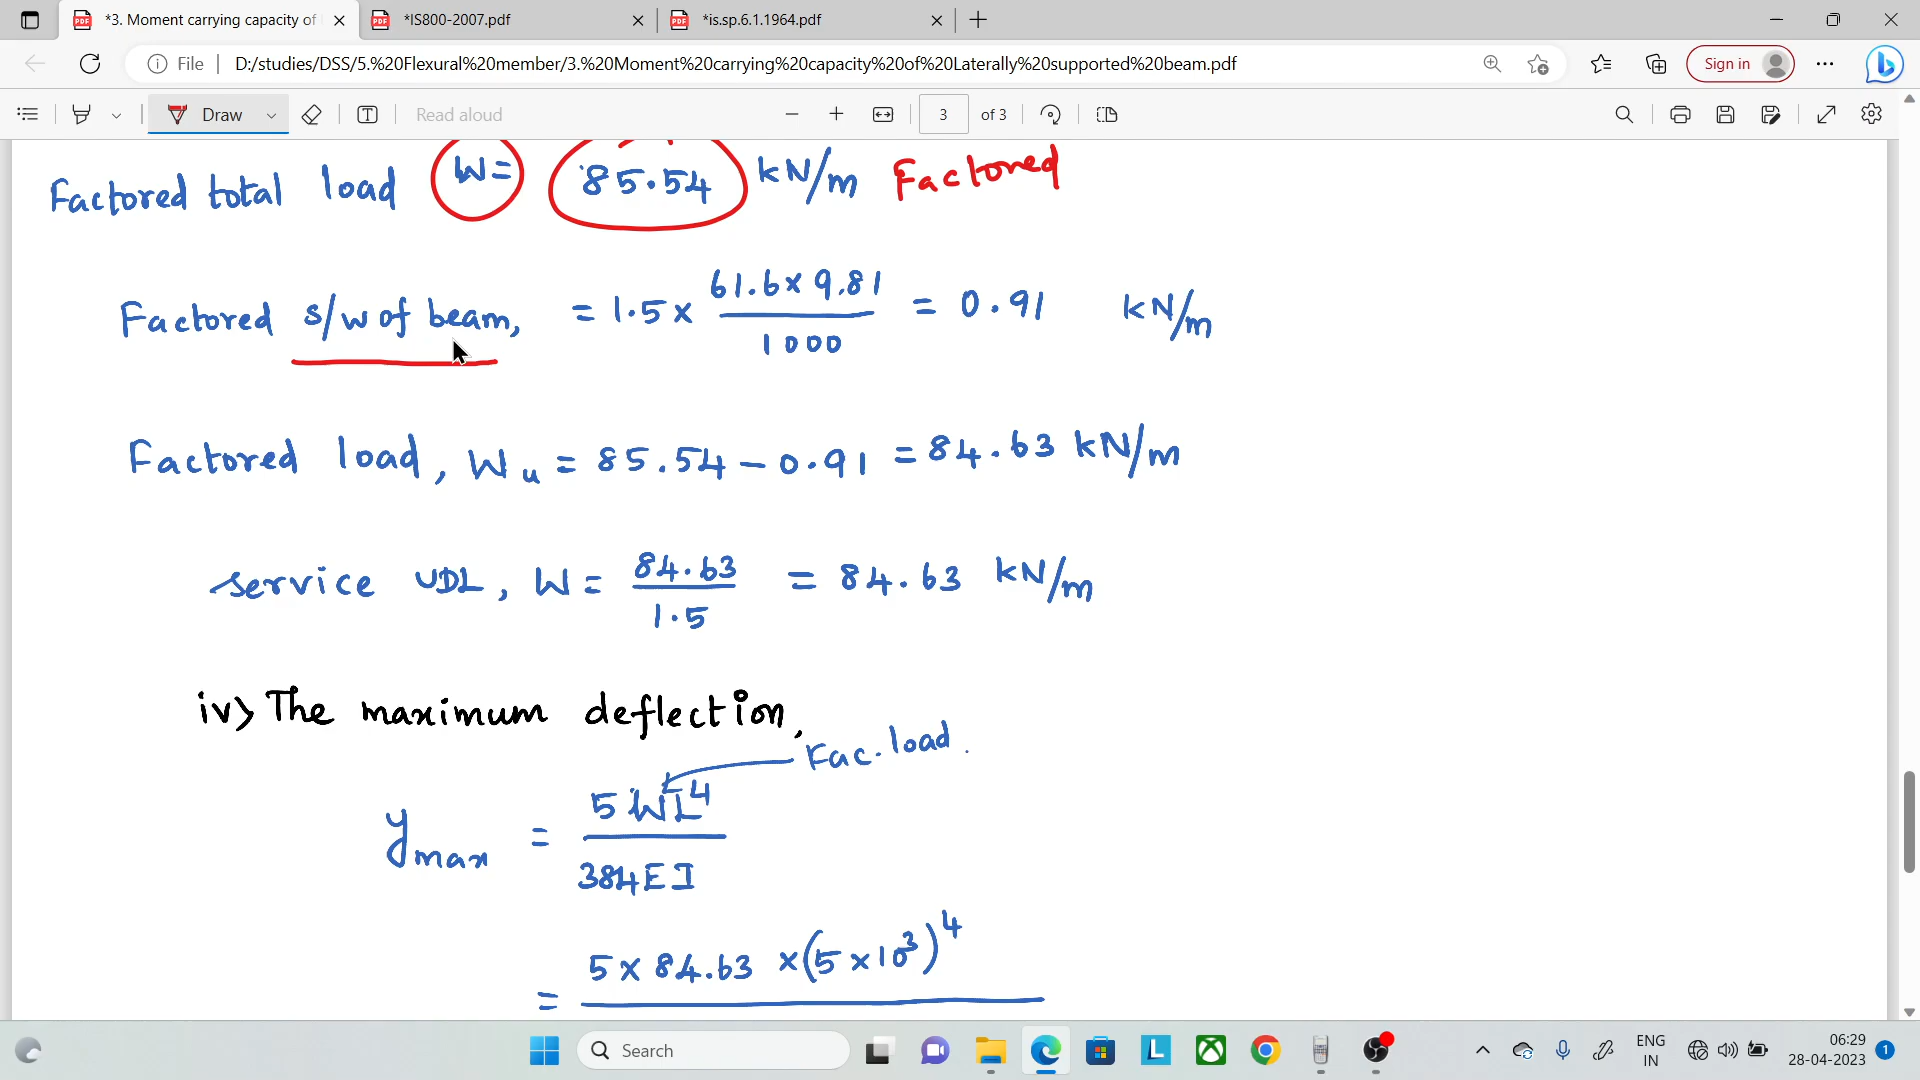 *3. Moment carrying capacity of
*IS800-2007.pdf
*is.sp.6.1.1964.pdf
File
D:/studies/DSS/5.%20Flexural%20member/3.%20Moment%20carrying%20capacity%20of%20Laterally%20supported%20beam.pdf
Sign in
Draw
Read aloud
3 of 3
Factored total load W= 85.54 kN/m Factored
Factored s/w of beam, = 1.5 x 61.6 x 9.81 / 1000 = 0.91 kN/m
Factored load, Wu = 85.54 - 0.91 = 84.63 kN/m
service UDL, W = 84.63 / 1.5 = 84.63 kN/m
iv) The maximum deflection,
Fac. load.
ymax = 5WL⁴ / 384EI
= 5 x 84.63 x (5 x 10³)⁴
Search
ENG
IN
06:29
28-04-2023
1